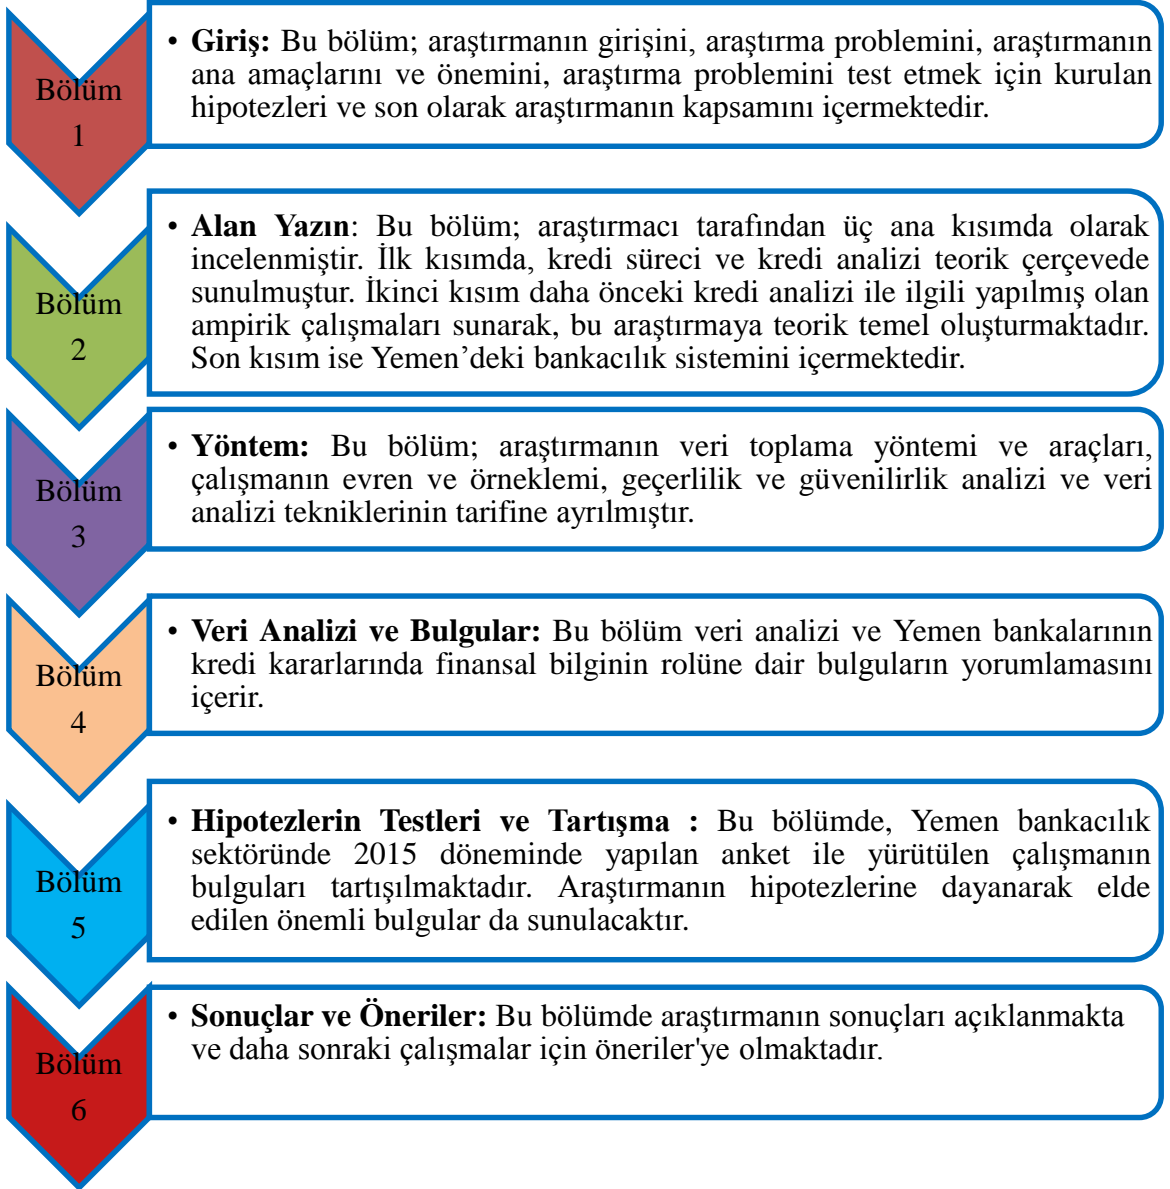 Bölüm
1
• Giriş: Bu bölüm; araştırmanın girişini, araştırma problemini, araştırmanın
ana amaçlarını ve önemini, araştırma problemini test etmek için kurulan
hipotezleri ve son olarak araştırmanın kapsamını içermektedir.
Bölüm
2
• Alan Yazın: Bu bölüm; araştırmacı tarafından üç ana kısımda olarak
incelenmiştir. İlk kısımda, kredi süreci ve kredi analizi teorik çerçevede
sunulmuştur. İkinci kısım daha önceki kredi analizi ile ilgili yapılmış olan
ampirik çalışmaları sunarak, bu araştırmaya teorik temel oluşturmaktadır.
Son kısım ise Yemen’deki bankacılık sistemini içermektedir.
Bölüm
3
• Yöntem: Bu bölüm; araştırmanın veri toplama yöntemi ve araçları,
çalışmanın evren ve örneklemi, geçerlilik ve güvenilirlik analizi ve veri
analizi tekniklerinin tarifine ayrılmıştır.
Bölüm
4
• Veri Analizi ve Bulgular: Bu bölüm veri analizi ve Yemen bankalarının
kredi kararlarında finansal bilginin rolüne dair bulguların yorumlamasını
içerir.
Bölüm
5
• Hipotezlerin Testleri ve Tartışma : Bu bölümde, Yemen bankacılık
sektöründe 2015 döneminde yapılan anket ile yürütülen çalışmanın
bulguları tartışılmaktadır. Araştırmanın hipotezlerine dayanarak elde
edilen önemli bulgular da sunulacaktır.
Bölüm
6
• Sonuçlar ve Öneriler: Bu bölümde araştırmanın sonuçları açıklanmakta
ve daha sonraki çalışmalar için öneriler'ye olmaktadır.